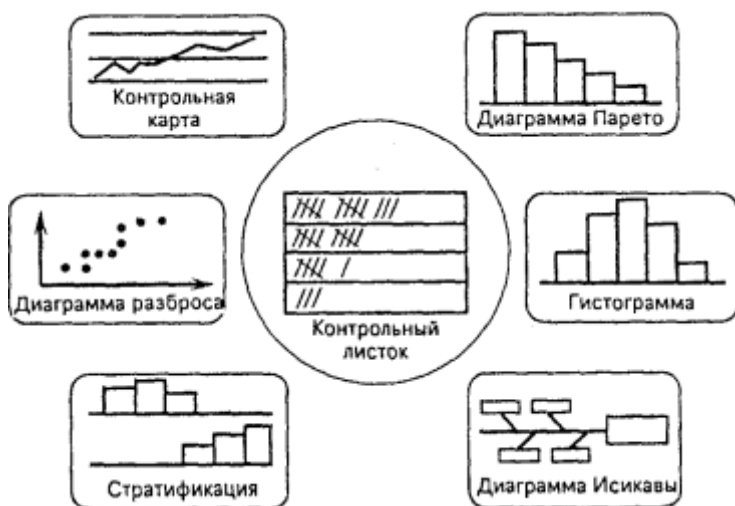 Контрольная
карта
Диаграмма Парето
Диаграмма разброса
Контрольный
листок
Гистограмма
Стратификация
Диаграмма Исикавы